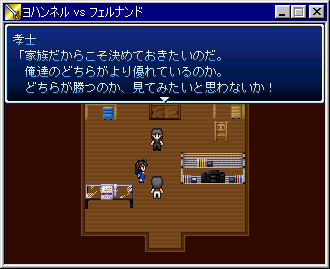 ヨハンネル vs フェルナンド
孝士
「家族だからこそ決めておきたいのだ。
俺達のどちらがより優れているのか。
どちらが勝つのか、見てみたいと思わないか！